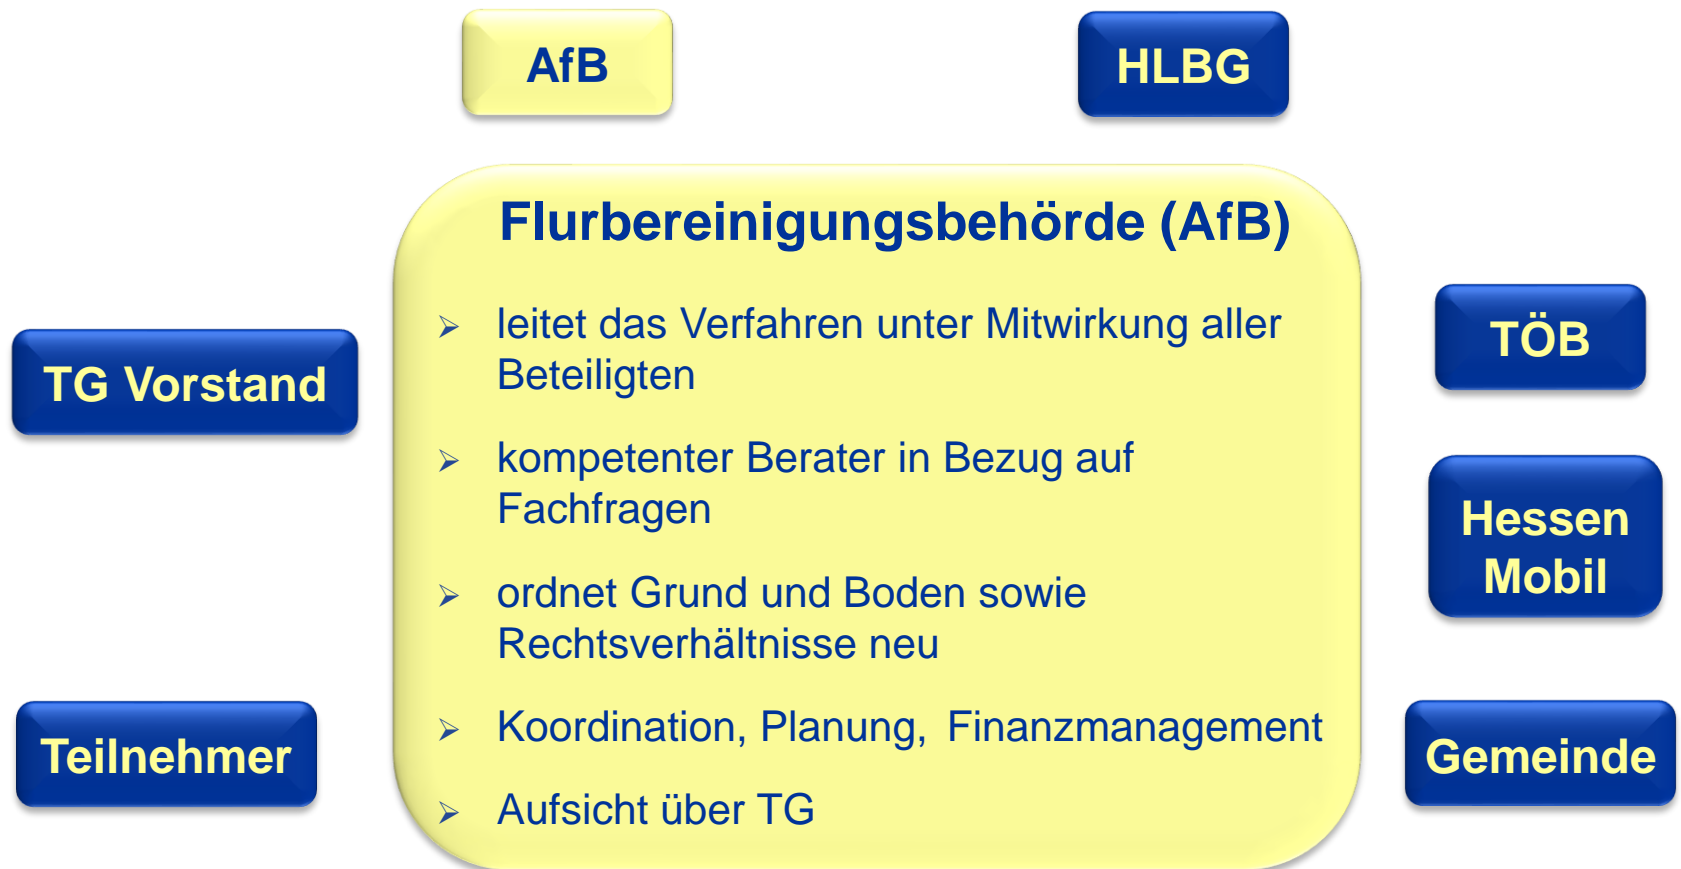 AfB
HLBG
Flurbereinigungsbehörde (AfB)
➢ leitet das Verfahren unter Mitwirkung aller
Beteiligten
➢ kompetenter Berater in Bezug auf
Fachfragen
➢ ordnet Grund und Boden sowie
Rechtsverhältnisse neu
➢ Koordination, Planung, Finanzmanagement
➢ Aufsicht über TG
TG Vorstand
Teilnehmer
TÖB
Hessen
Mobil
Gemeinde